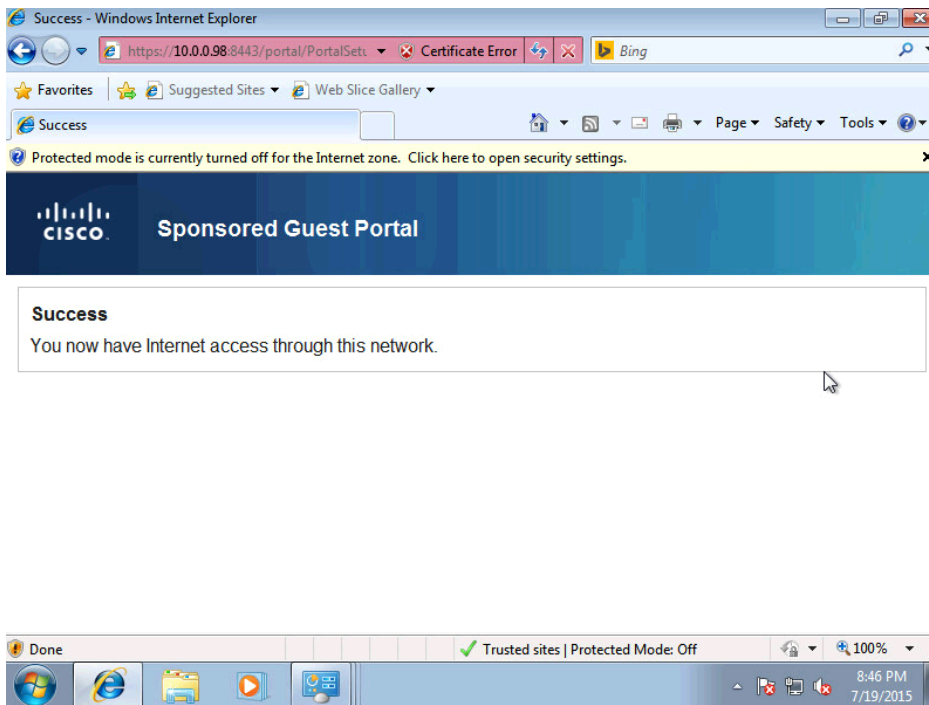 Success - Windows Internet Explorer
https://10.0.0.98:8443/portal/PortalSetu Certificate Error Bing
Favorites Suggested Sites Web Slice Gallery
Success Page Safety Tools
Protected mode is currently turned off for the Internet zone. Click here to open security settings.
CISCO. Sponsored Guest Portal
Success
You now have Internet access through this network.
Done Trusted sites | Protected Mode: Off 100%
8:46 PM
7/19/2015